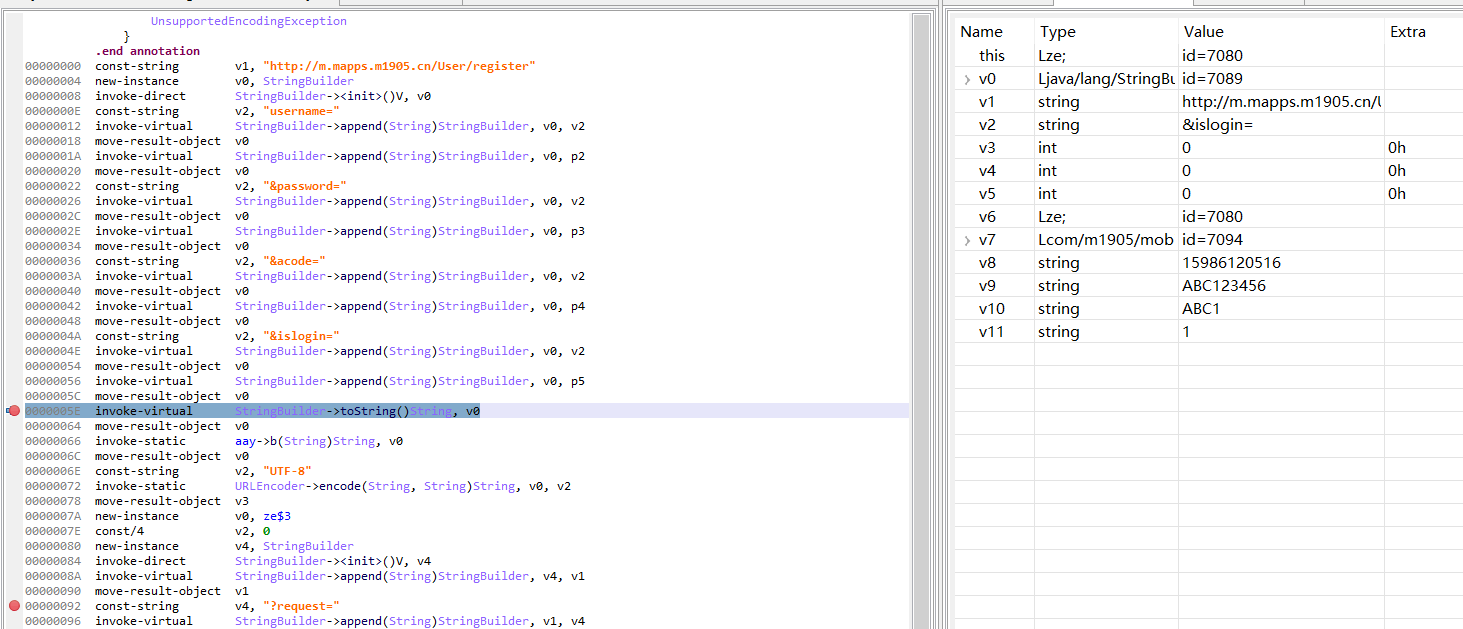 UnsupportedEncodingException
}
.end annotation
00000000 const-string v1, "http://m.mapps.m1905.cn/User/register"
00000004 new-instance v0, StringBuilder
00000008 invoke-direct StringBuilder-><init>()V, v0
0000000E const-string v2, "username="
00000012 invoke-virtual StringBuilder->append(String)StringBuilder, v0, v2
00000018 move-result-object v0
0000001A invoke-virtual StringBuilder->append(String)StringBuilder, v0, p2
00000020 move-result-object v0
00000022 const-string v2, "&password="
00000026 invoke-virtual StringBuilder->append(String)StringBuilder, v0, v2
0000002C move-result-object v0
0000002E invoke-virtual StringBuilder->append(String)StringBuilder, v0, p3
00000034 move-result-object v0
00000036 const-string v2, "&acode="
0000003A invoke-virtual StringBuilder->append(String)StringBuilder, v0, v2
00000040 move-result-object v0
00000042 invoke-virtual StringBuilder->append(String)StringBuilder, v0, p4
00000048 move-result-object v0
0000004A const-string v2, "&islogin="
0000004E invoke-virtual StringBuilder->append(String)StringBuilder, v0, v2
00000054 move-result-object v0
00000056 invoke-virtual StringBuilder->append(String)StringBuilder, v0, p5
0000005C move-result-object v0
0000005E invoke-virtual StringBuilder->toString()String, v0
00000064 move-result-object v0
00000066 invoke-static aay->b(String)String, v0
0000006C move-result-object v0
0000006E const-string v2, "UTF-8"
00000072 invoke-static URLEncoder->encode(String, String)String, v0, v2
00000078 move-result-object v3
0000007A new-instance v0, ze$3
0000007E const/4 v2, 0
00000080 new-instance v4, StringBuilder
00000084 invoke-direct StringBuilder-><init>()V, v4
0000008A invoke-virtual StringBuilder->append(String)StringBuilder, v4, v1
00000090 move-result-object v1
00000092 const-string v4, "?request="
00000096 invoke-virtual StringBuilder->append(String)StringBuilder, v1, v4
Name Type Value Extra
this Lze; id=7080
v0 Ljava/lang/StringBu id=7089
v1 string http://m.mapps.m1905.cn/U
v2 string &islogin=
v3 int 0 0h
v4 int 0 0h
v5 int 0 0h
v6 Lze; id=7080
v7 Lcom/m1905/mob id=7094
v8 string 15986120516
v9 string ABC123456
v10 string ABC1
v11 string 1